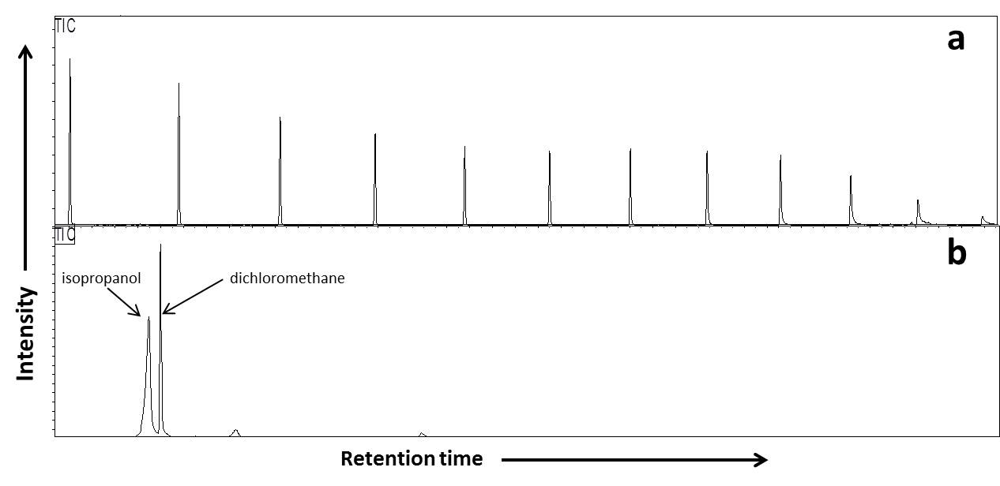 TIC
a
TIC
b
isopropanol
dichloromethane
Intensity
Retention time